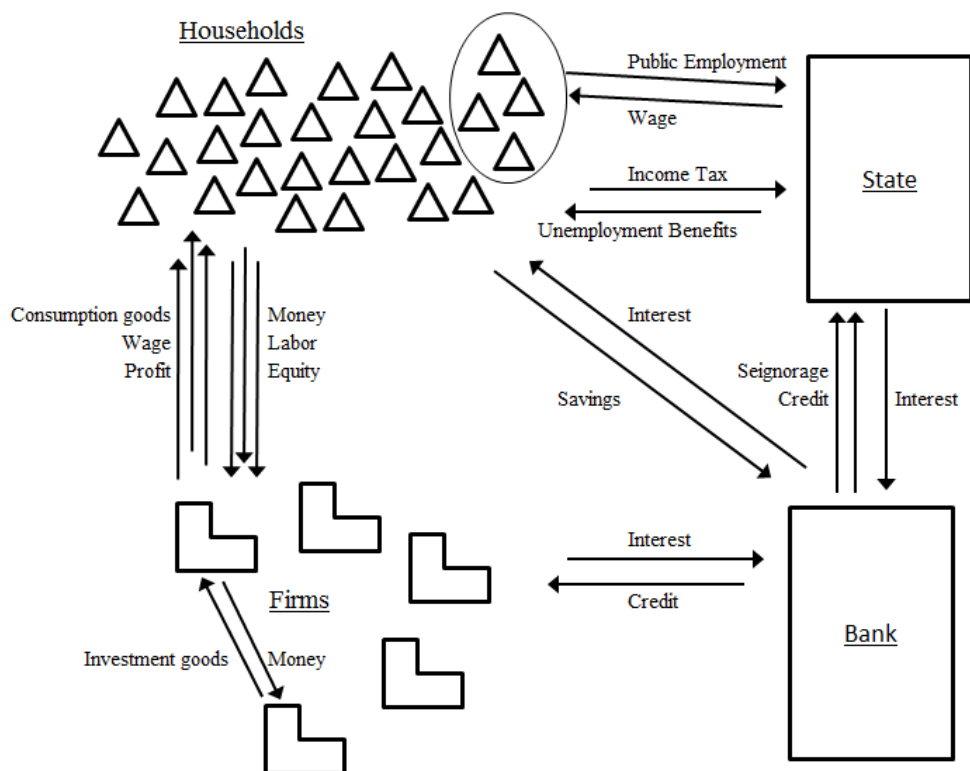 Households
Public Employment
Wage
State
Income Tax
Unemployment Benefits
Consumption goods
Wage
Profit
Money
Labor
Equity
Interest
Savings
Seignorage
Credit
Interest
Interest
Credit
Firms
Bank
Investment goods
Money